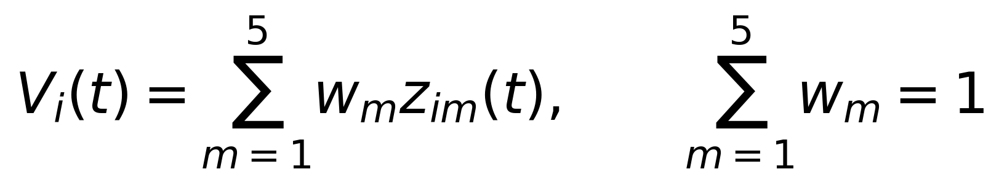 V_i(t) = \sum_{m=1}^{5} w_m z_{im}(t), \qquad \sum_{m=1}^{5} w_m = 1